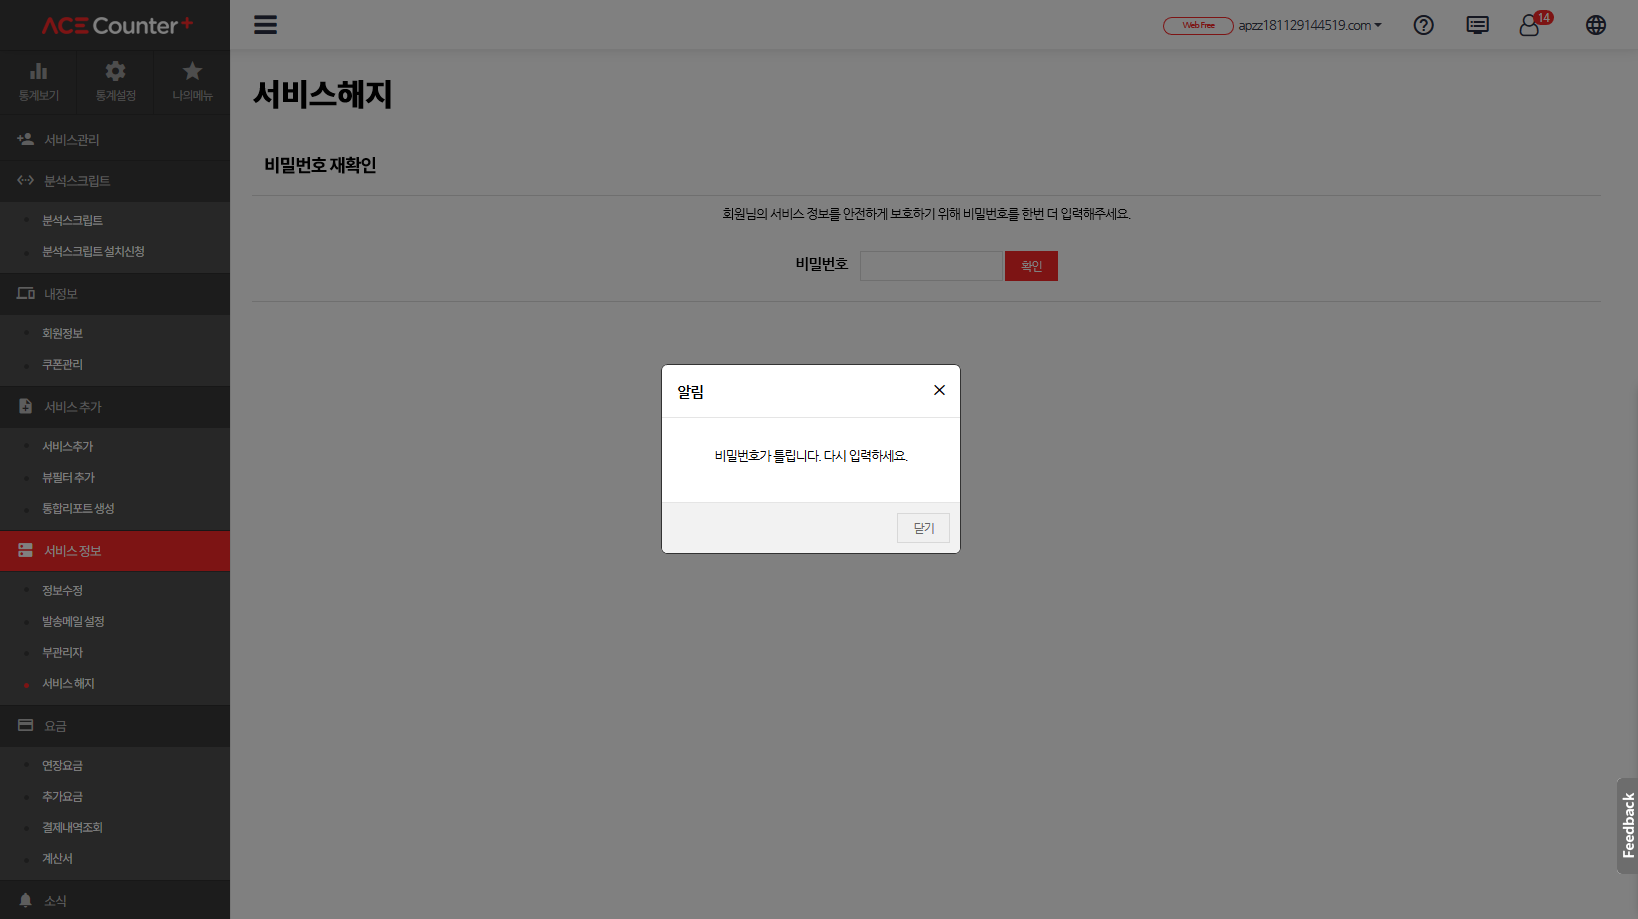 ACE Counter+
Web Free
apzz181129144519.com
14
통계보기
통계설정
나의메뉴
서비스관리
분석스크립트
분석스크립트
분석스크립트 설치신청
내정보
회원정보
쿠폰관리
서비스 추가
서비스추가
뷰필터 추가
통합리포트 생성
서비스 정보
정보수정
발송메일 설정
부관리자
서비스 해지
요금
연장요금
추가요금
결제내역조회
계산서
소식
서비스해지
비밀번호 재확인
회원님의 서비스 정보를 안전하게 보호하기 위해 비밀번호를 한번 더 입력해주세요.
비밀번호
확인
알림
비밀번호가 틀립니다. 다시 입력하세요.
닫기
Feedback